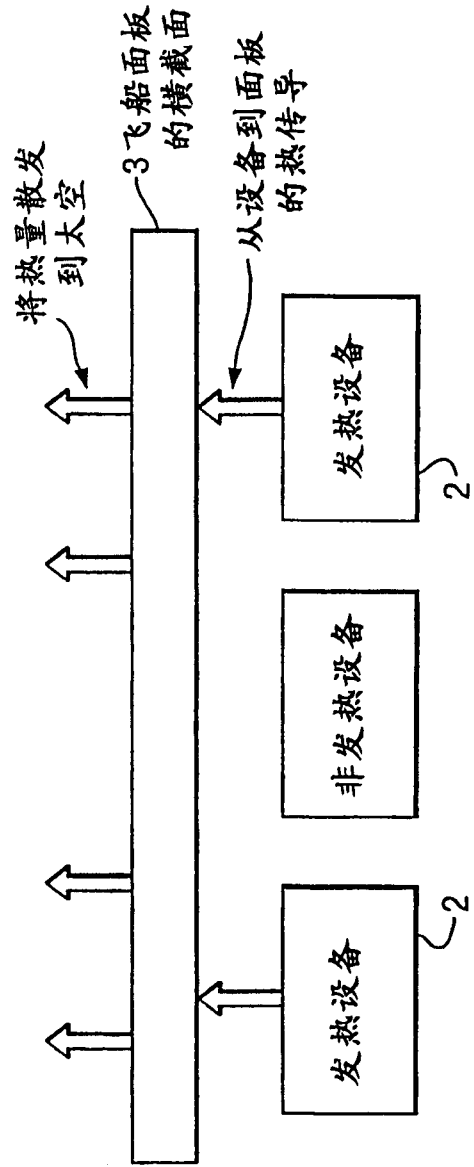 将热量散发
到太空
3 飞船面板
的横截面
从设备到面板
的热传导
发热设备
2
非发热设备
发热设备
2